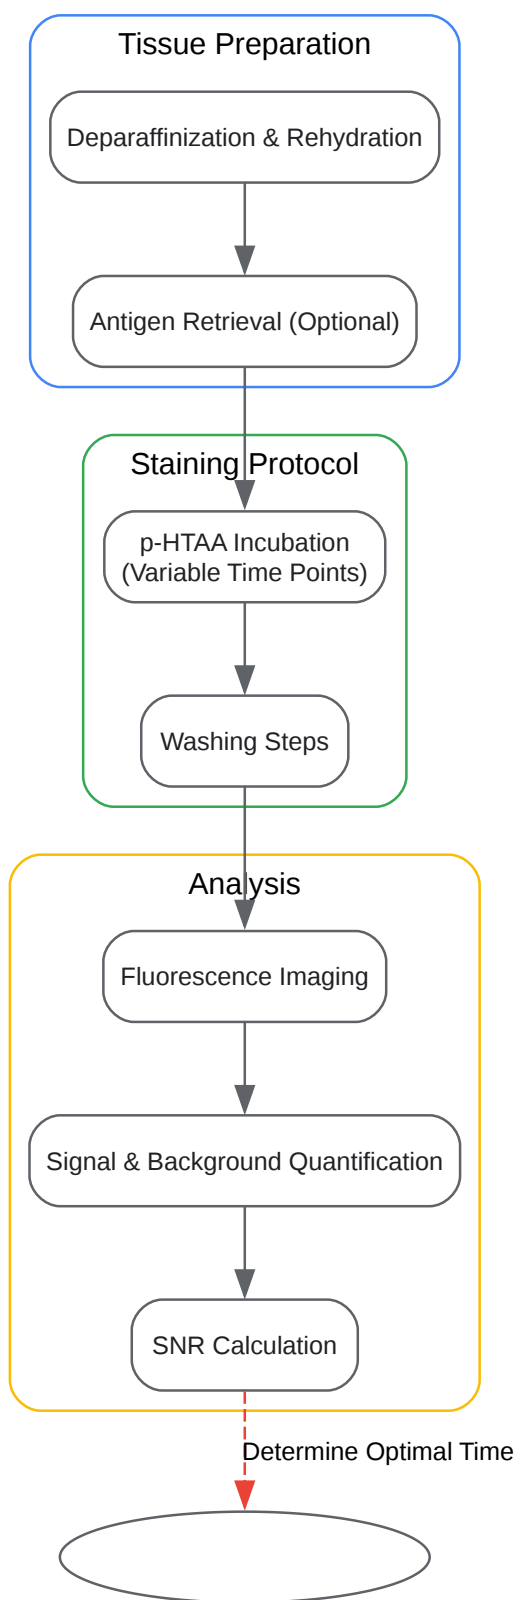 Tissue Preparation
Deparaffinization & Rehydration
Antigen Retrieval (Optional)
Staining Protocol
p-HTAA Incubation
(Variable Time Points)
Washing Steps
Analysis
Fluorescence Imaging
Signal & Background Quantification
SNR Calculation
Determine Optimal Time